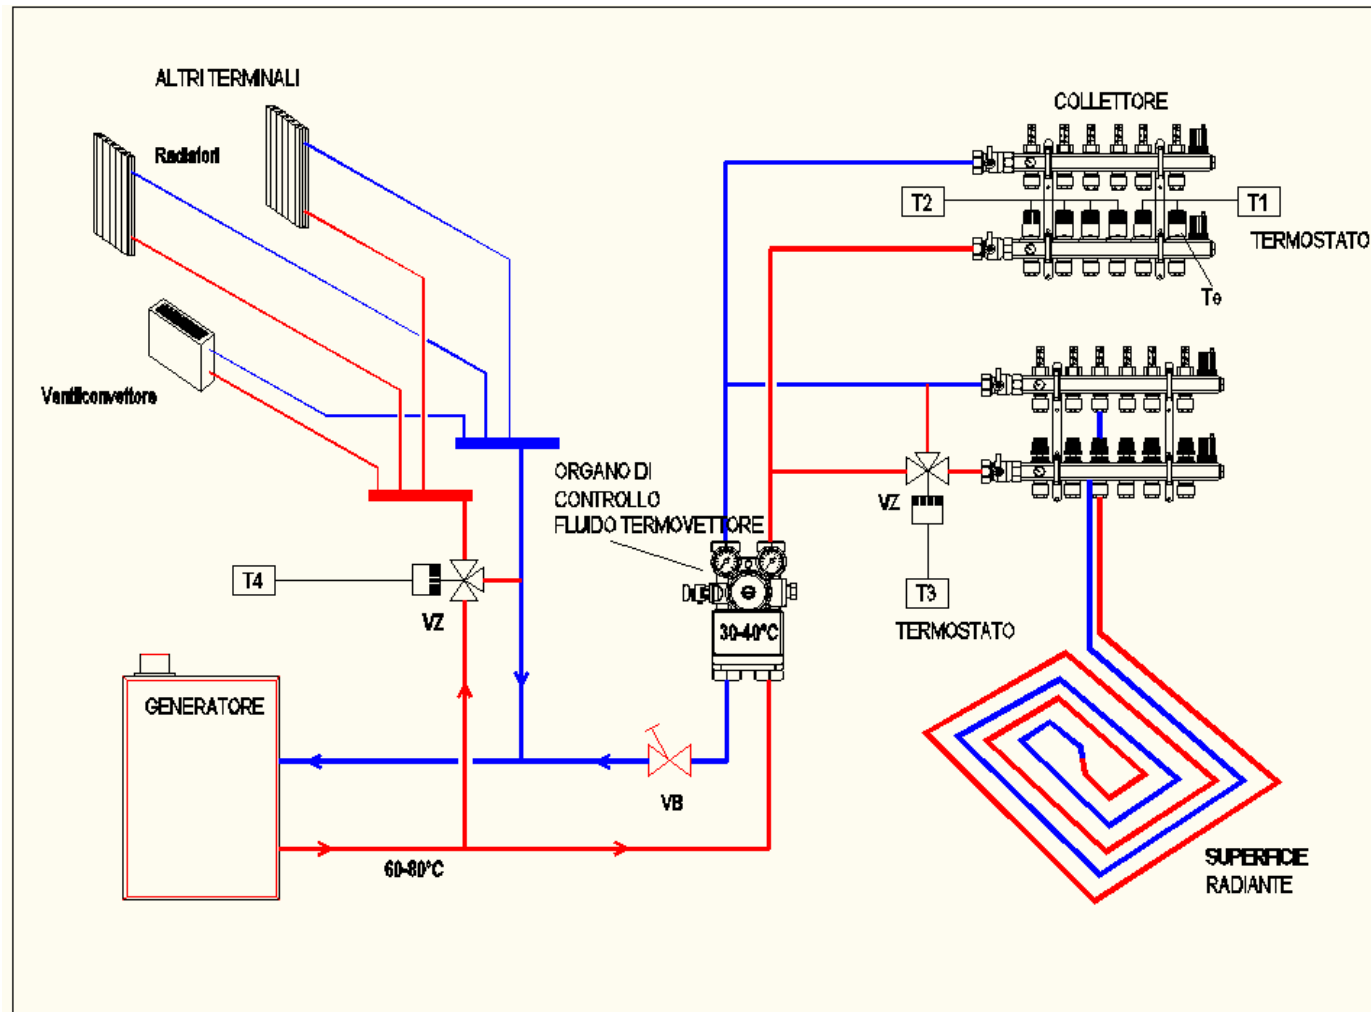 ALTRI TERMINALI
Radiatori
Ventilconvettore
COLLETTORE
T2
T1
TERMOSTATO
Te
ORGANO DI
CONTROLLO
FLUIDO TERMOVETTORE
VZ
T3
TERMOSTATO
T4
VZ
30-40°C
GENERATORE
VB
60-80°C
SUPERFICIE
RADIANTE